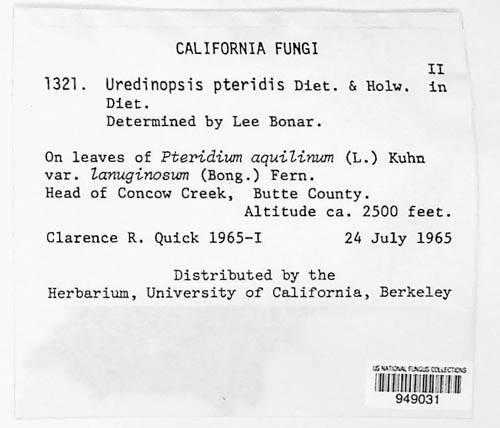 CALIFORNIA FUNGI
II
1321. Uredinopsis pteridis Diet. & Holw. in
Diet.
Determined by Lee Bonar.
On leaves of Pteridium aquilinum (L.) Kuhn
var. lanuginosum (Bong.) Fern.
Head of Concow Creek, Butte County.
Altitude ca. 2500 feet.
Clarence R. Quick 1965-I 24 July 1965
Distributed by the
Herbarium, University of California, Berkeley
US NATIONAL FUNGUS COLLECTIONS
949031